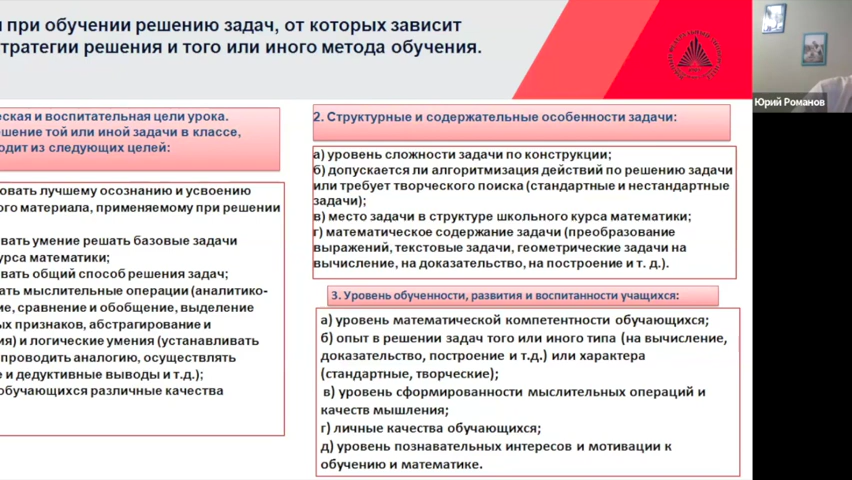 при обучении решению задач, от которых зависит
тратегии решения и того или иного метода обучения.
Юрий Романов
ская и воспитательная цели урока.
шение той или иной задачи в классе,
одит из следующих целей:
овать лучшему осознанию и усвоению
ого материала, применяемому при решении
вать умение решать базовые задачи
урса математики;
вать общий способ решения задач;
ать мыслительные операции (аналитико-
ие, сравнение и обобщение, выделение
ых признаков, абстрагирование и
ия) и логические умения (устанавливать
проводить аналогию, осуществлять
е и дедуктивные выводы и т.д.);
обучающихся различные качества
2. Структурные и содержательные особенности задачи:
а) уровень сложности задачи по конструкции;
б) допускается ли алгоритмизация действий по решению задачи
или требует творческого поиска (стандартные и нестандартные
задачи);
в) место задачи в структуре школьного курса математики;
г) математическое содержание задачи (преобразование
выражений, текстовые задачи, геометрические задачи на
вычисление, на доказательство, на построение и т. д.).
3. Уровень обученности, развития и воспитанности учащихся:
а) уровень математической компетентности обучающихся;
б) опыт в решении задач того или иного типа (на вычисление,
доказательство, построение и т.д.) или характера
(стандартные, творческие);
в) уровень сформированности мыслительных операций и
качеств мышления;
г) личные качества обучающихся;
д) уровень познавательных интересов и мотивации к
обучению и математике.